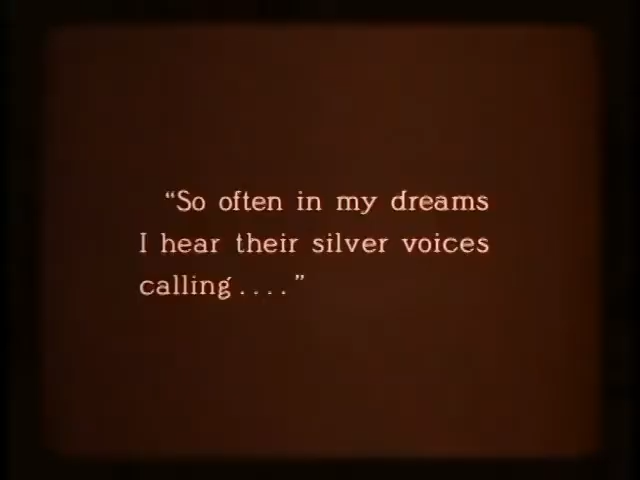 “So often in my dreams
I hear their silver voices
calling....”